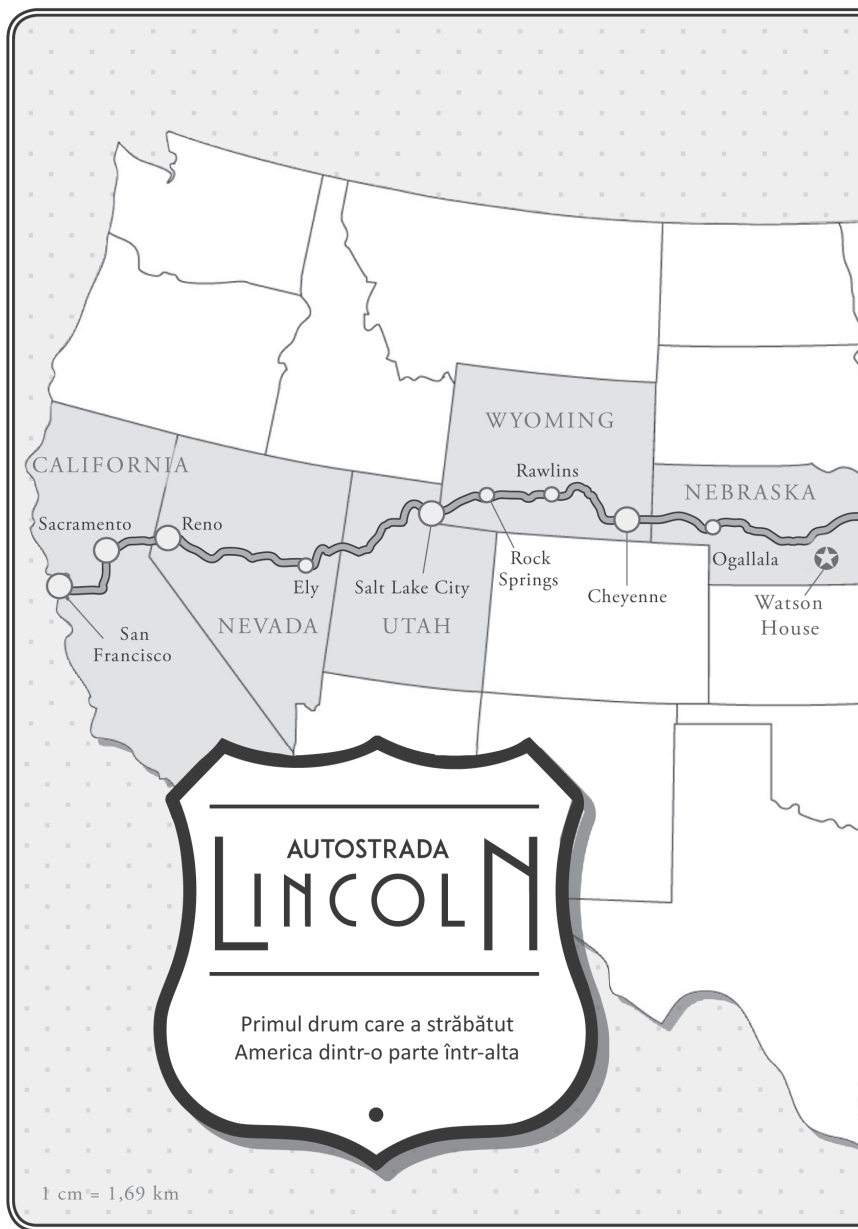 WYOMING
CALIFORNIA
Rawlins
NEBRASKA
Sacramento
Reno
Ogallala
Rock
Springs
Ely
Salt Lake City
Cheyenne
Watson
House
NEVADA
UTAH
San
Francisco
AUTOSTRADA
LINCOLN
Primul drum care a străbătut
America dintr-o parte într-alta
1 cm = 1,69 km